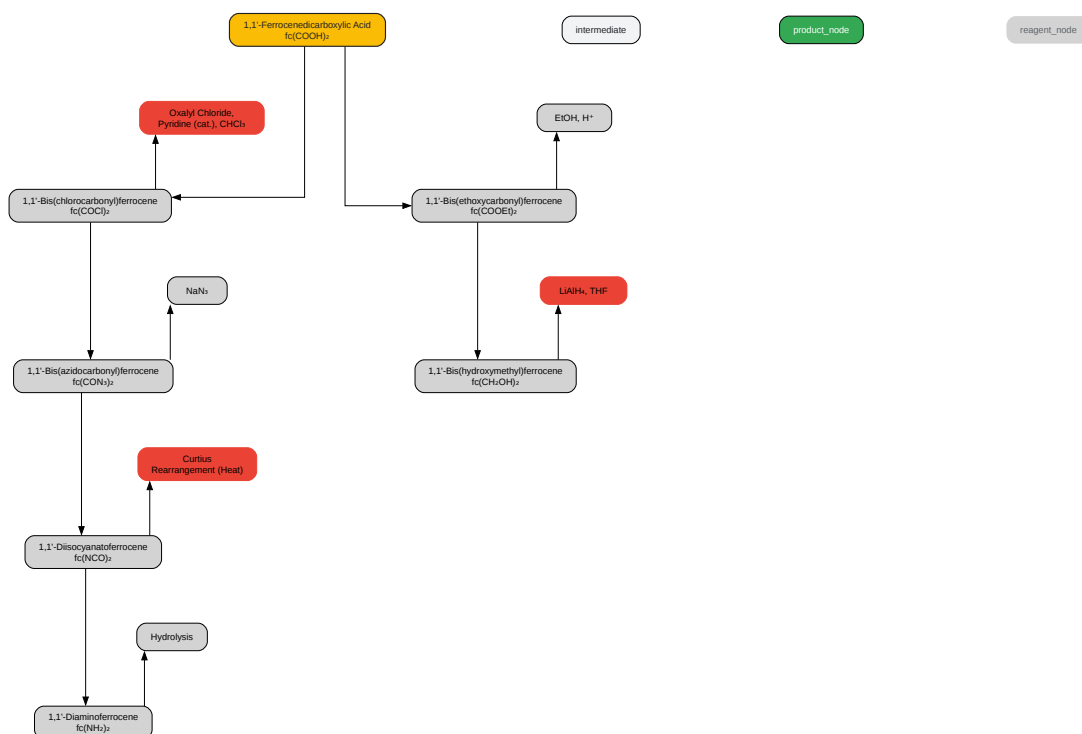 1,1'-Ferrocenedicarboxylic Acid
fc(COOH)₂
intermediate
product_node
reagent_node
Oxalyl Chloride,
Pyridine (cat.), CHCl₃
EtOH, H⁺
1,1'-Bis(chlorocarbonyl)ferrocene
fc(COCl)₂
1,1'-Bis(ethoxycarbonyl)ferrocene
fc(COOEt)₂
NaN₃
LiAlH₄, THF
1,1'-Bis(azidocarbonyl)ferrocene
fc(CON₃)₂
1,1'-Bis(hydroxymethyl)ferrocene
fc(CH₂OH)₂
Curtius
Rearrangement (Heat)
1,1'-Diisocyanatoferrocene
fc(NCO)₂
Hydrolysis
1,1'-Diaminoferrocene
fc(NH₂)₂